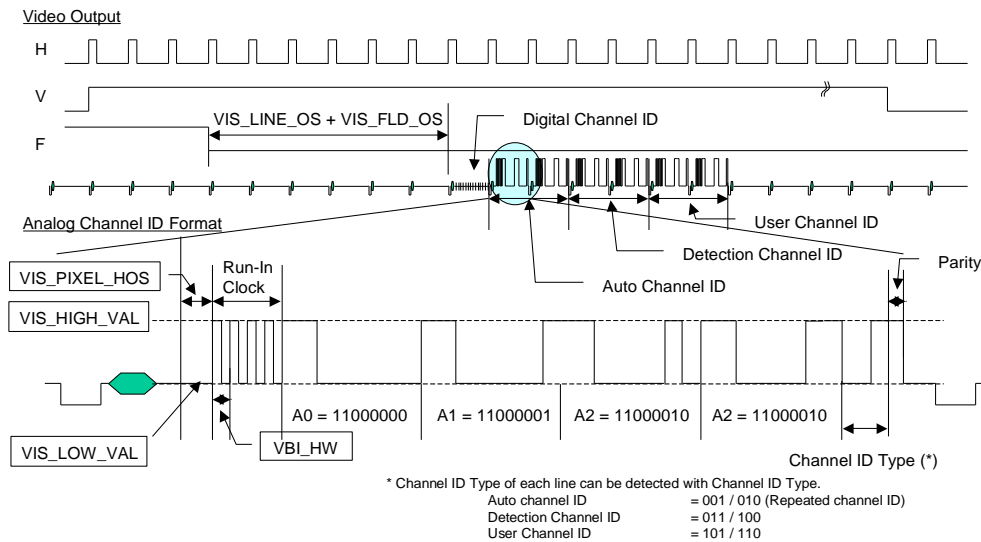 Video Output
H
V
VIS_LINE_OS + VIS_FLD_OS
Digital Channel ID
F
Analog Channel ID Format
User Channel ID
Detection Channel ID
Auto Channel ID
Parity
VIS_PIXEL_HOS
Run-In
Clock
VIS_HIGH_VAL
A0 = 11000000
A1 = 11000001
A2 = 11000010
A2 = 11000010
VIS_LOW_VAL
VBI_HW
Channel ID Type (*)
* Channel ID Type of each line can be detected with Channel ID Type.
Auto channel ID = 001 / 010 (Repeated channel ID)
Detection Channel ID = 011 / 100
User Channel ID = 101 / 110